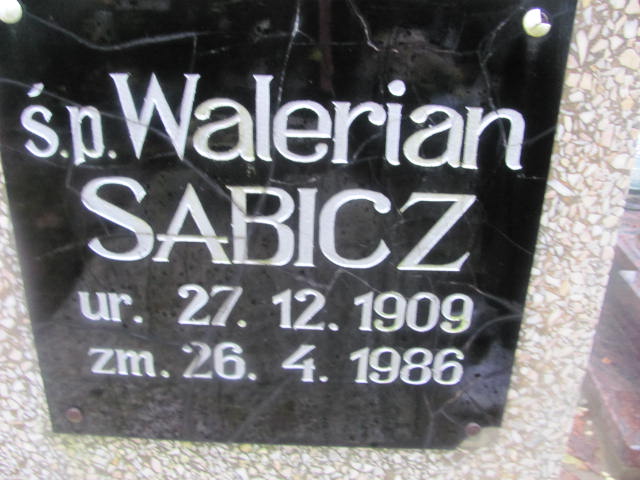 ś.p. Walerian
SABICZ
ur. 27. 12. 1909
zm. 26. 4. 1986